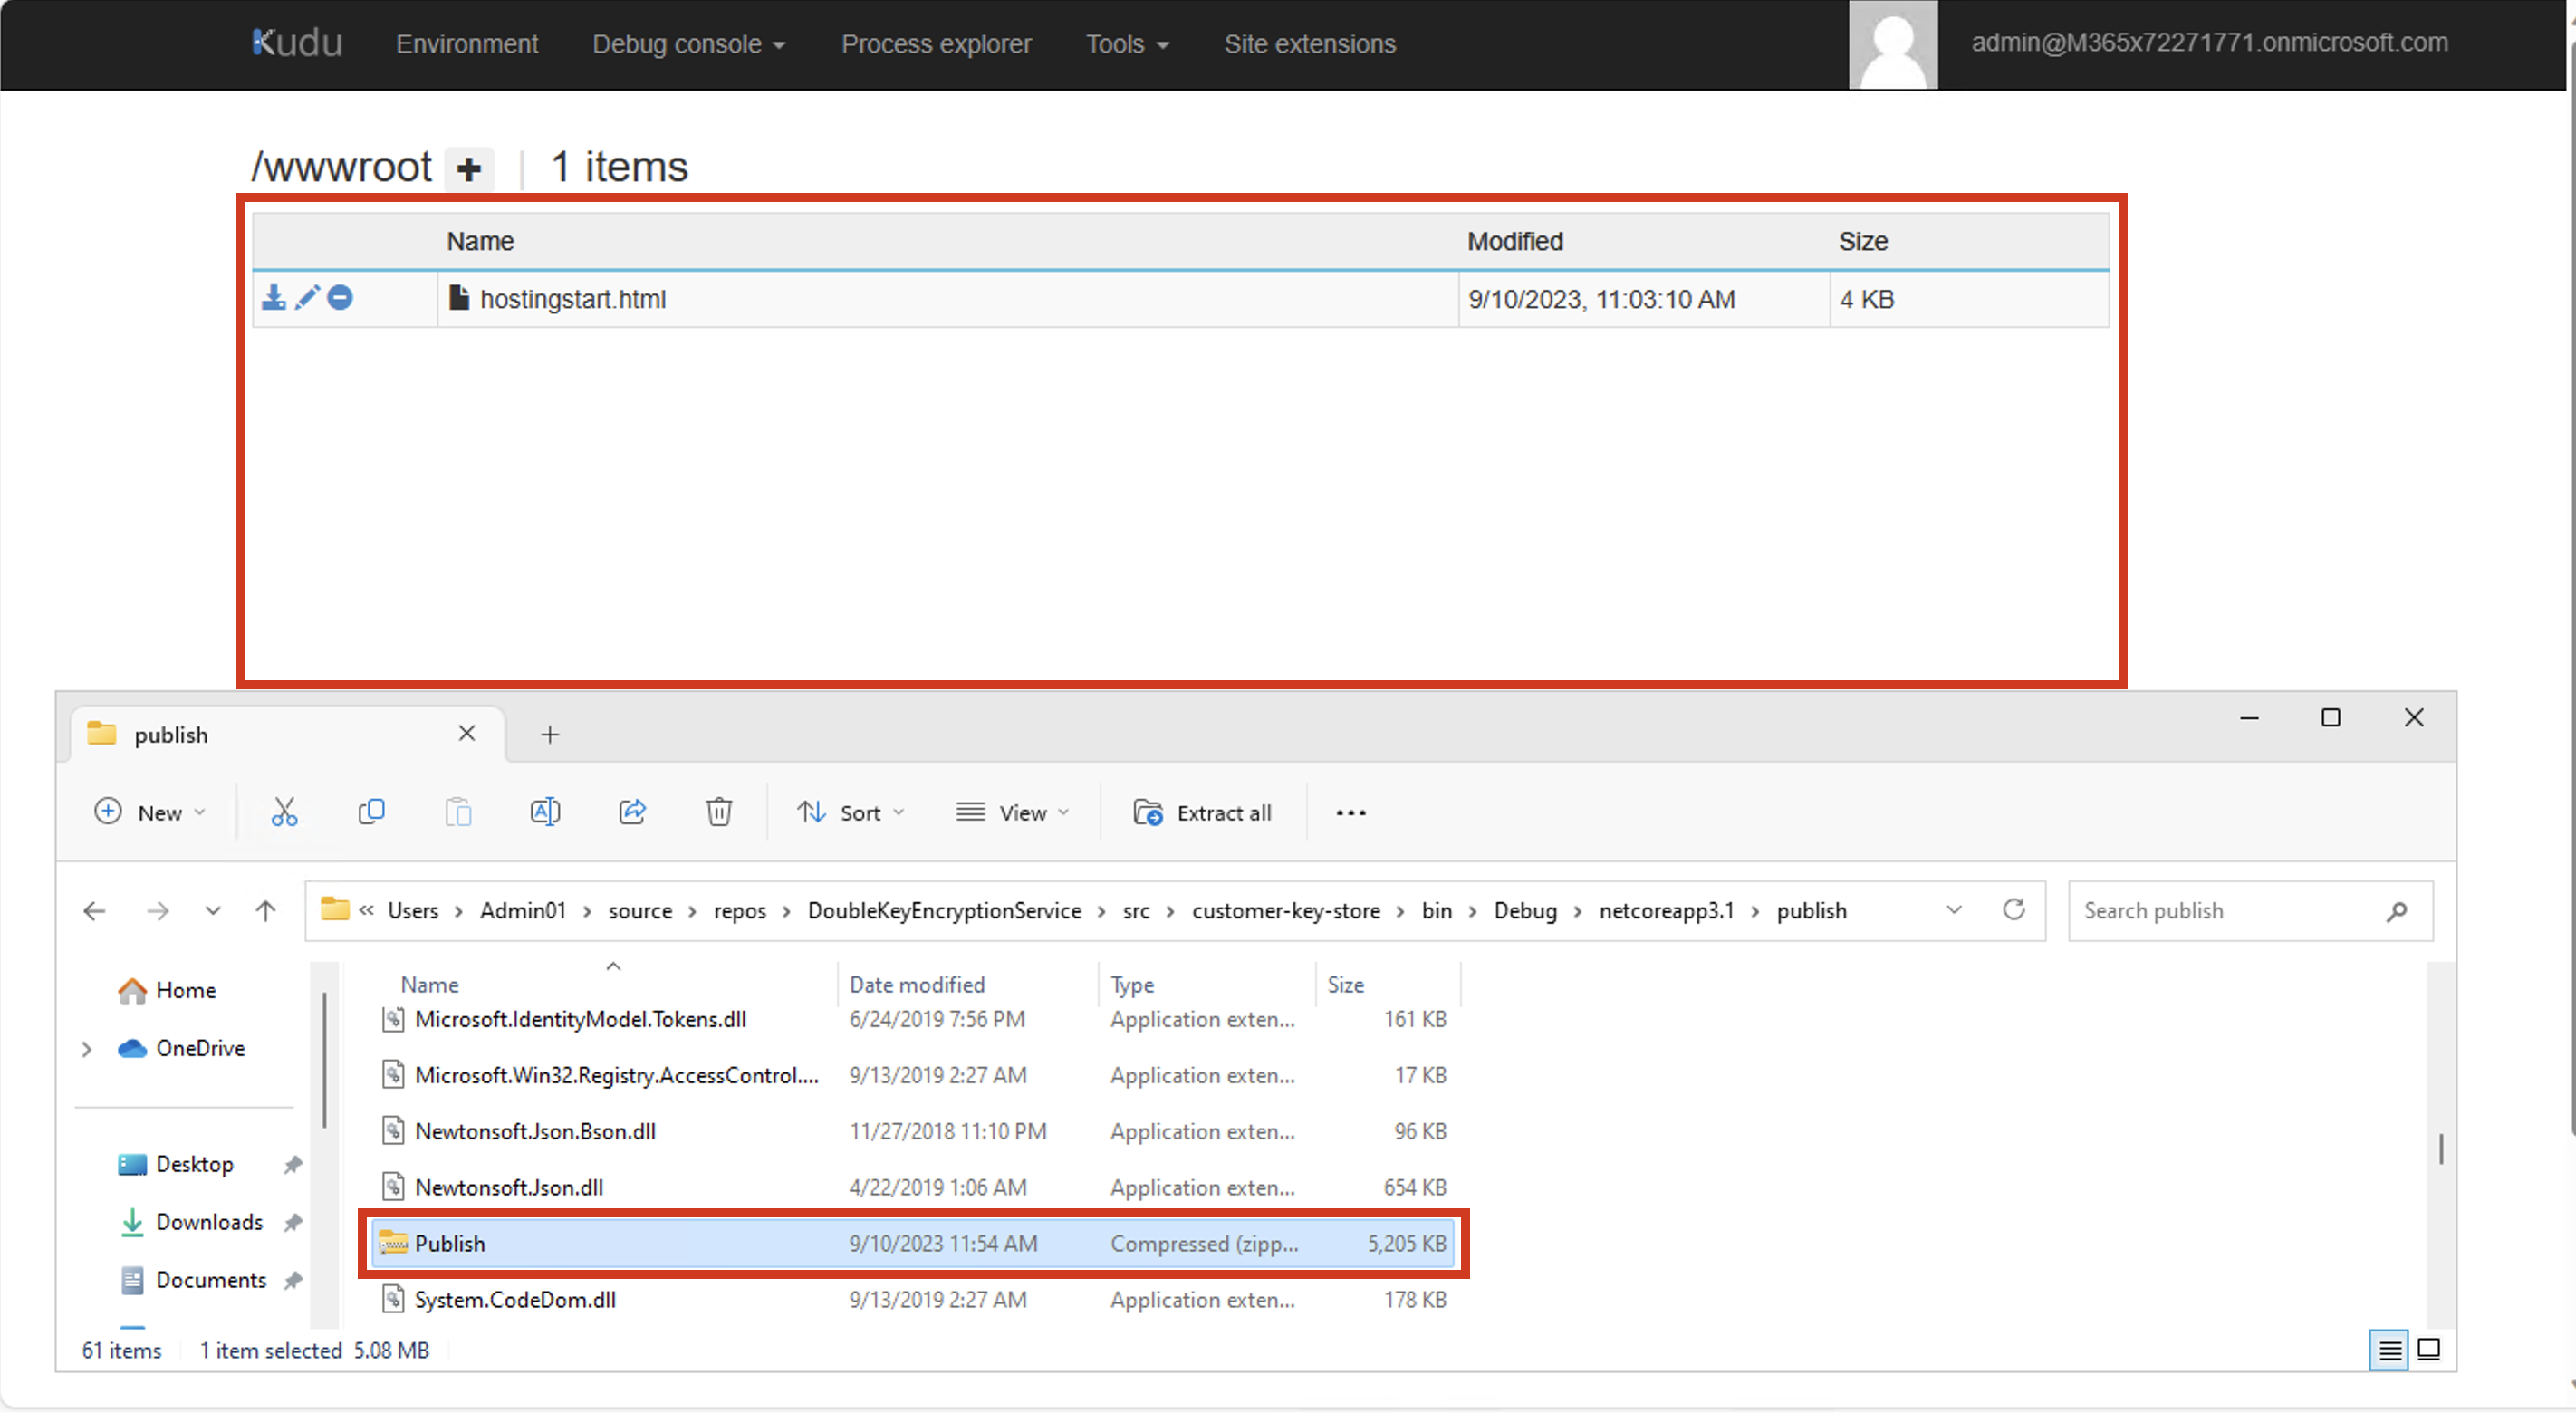 Kudu Environment Debug console Process explorer Tools Site extensions admin@M365x72271771.onmicrosoft.com
/wwwroot + | 1 items
Name Modified Size
hostingstart.html 9/10/2023, 11:03:10 AM 4 KB
publish
New Sort View Extract all ...
« Users > Admin01 > source > repos > DoubleKeyEncryptionService > src > customer-key-store > bin > Debug > netcoreapp3.1 > publish Search publish
Home
OneDrive
Desktop
Downloads
Documents
Name Date modified Type Size
Microsoft.IdentityModel.Tokens.dll 6/24/2019 7:56 PM Application exten... 161 KB
Microsoft.Win32.Registry.AccessControl.... 9/13/2019 2:27 AM Application exten... 17 KB
Newtonsoft.Json.Bson.dll 11/27/2018 11:10 PM Application exten... 96 KB
Newtonsoft.Json.dll 4/22/2019 1:06 AM Application exten... 654 KB
Publish 9/10/2023 11:54 AM Compressed (zipp... 5,205 KB
System.CodeDom.dll 9/13/2019 2:27 AM Application exten... 178 KB
61 items 1 item selected 5.08 MB